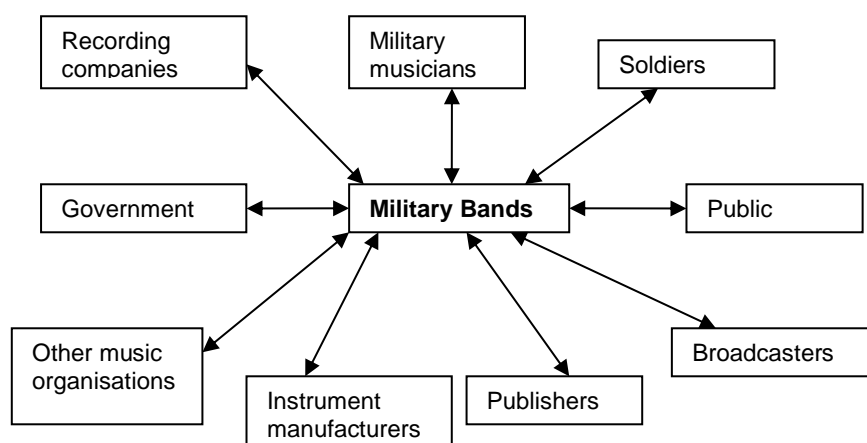 Recording
companies
Military
musicians
Soldiers
Government
Military Bands
Public
Other music
organisations
Instrument
manufacturers
Publishers
Broadcasters